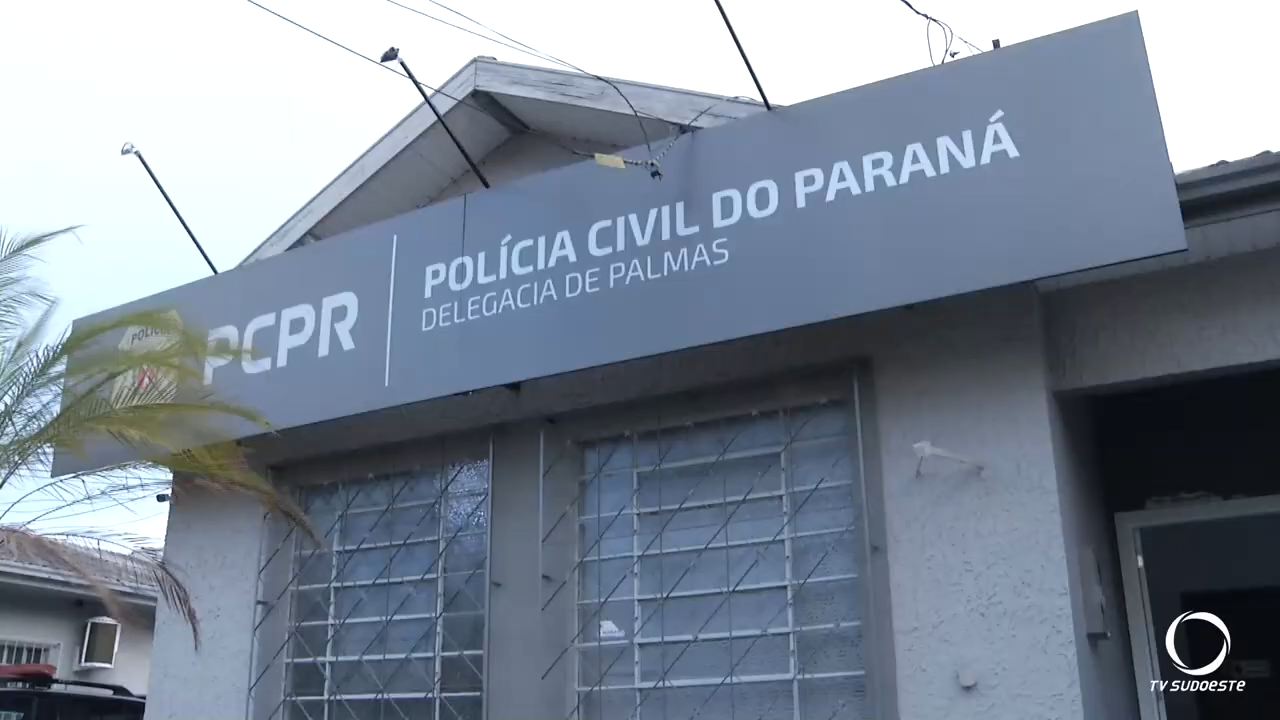 POLÍCIA CIVIL DO PARANÁ
DELEGACIA DE PALMAS
PCPR
TV SUDOESTE